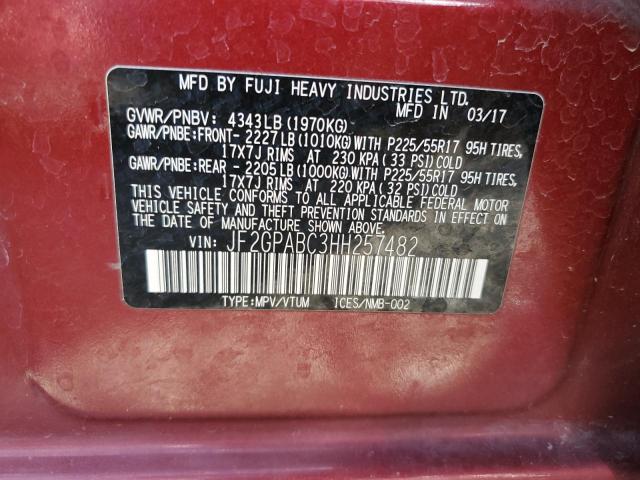 MFD BY FUJI HEAVY INDUSTRIES LTD.
MFD IN 03/17
GVWR/PNBV: 4343LB(1970KG)
GAWR/PNBE:FRONT- 2227LB(1010KG)WITH P225/55R17 95H TIRES,
17X7J RIMS AT 230 KPA(33 PSI)COLD
GAWR/PNBE:REAR - 2205LB(1000KG)WITH P225/55R17 95H TIRES,
17X7J RIMS AT 220 KPA(32 PSI)COLD
THIS VEHICLE CONFORMS TO ALL APPLICABLE FEDERAL MOTOR
VEHICLE SAFETY AND THEFT PREVENTION STANDARDS IN EFFECT ON
THE DATE OF MANUFACTURE SHOWN ABOVE.
VIN: JF2GPABC3HH257482
TYPE:MPV/VTUM ICES/NMB-002